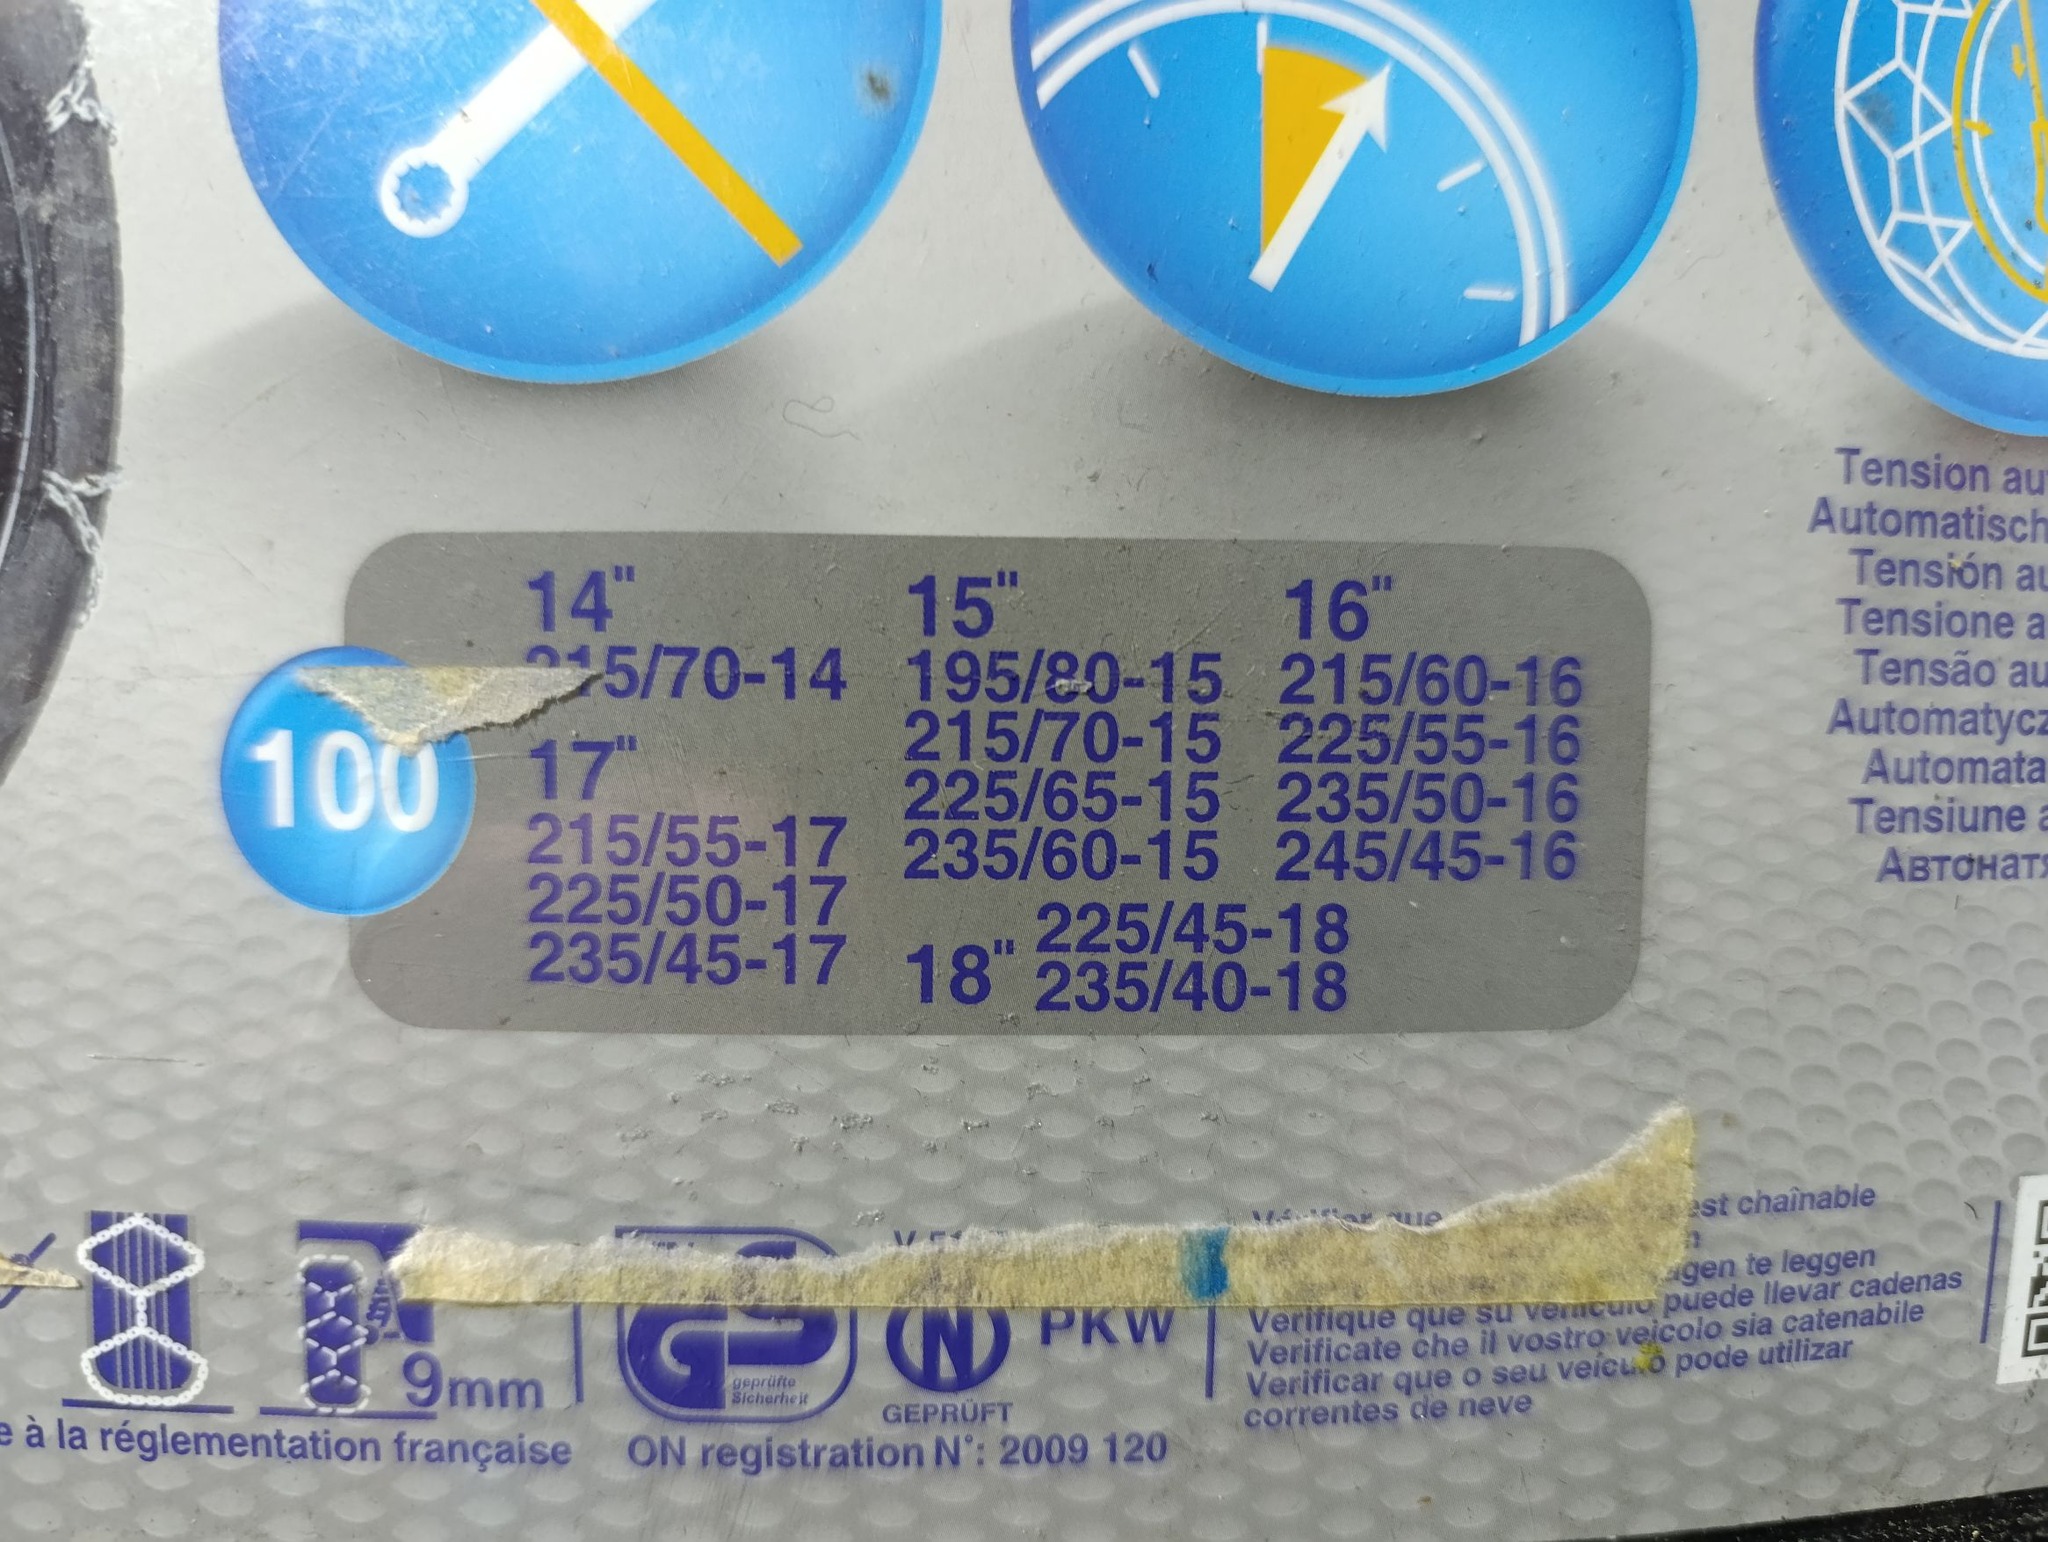 14"
215/70-14
17"
215/55-17
225/50-17
235/45-17
15"
195/80-15
215/70-15
225/65-15
235/60-15
16"
215/60-16
225/55-16
235/50-16
245/45-16
18"
225/45-18
235/40-18
100
Tension au
Automatisch
Tensión au
Tensione a
Tensão au
Automatycz
Automata
Tensiune a
9mm
e à la réglementation française
GS
geprüfte
Sicherheit
N
GEPRÜFT
PKW
ON registration N°: 2009 120
Vérifier que est chaînable
te leggen
Verifique que su vehículo puede llevar cadenas
Verificate che il vostro veicolo sia catenabile
Verificar que o seu veículo pode utilizar
correntes de neve